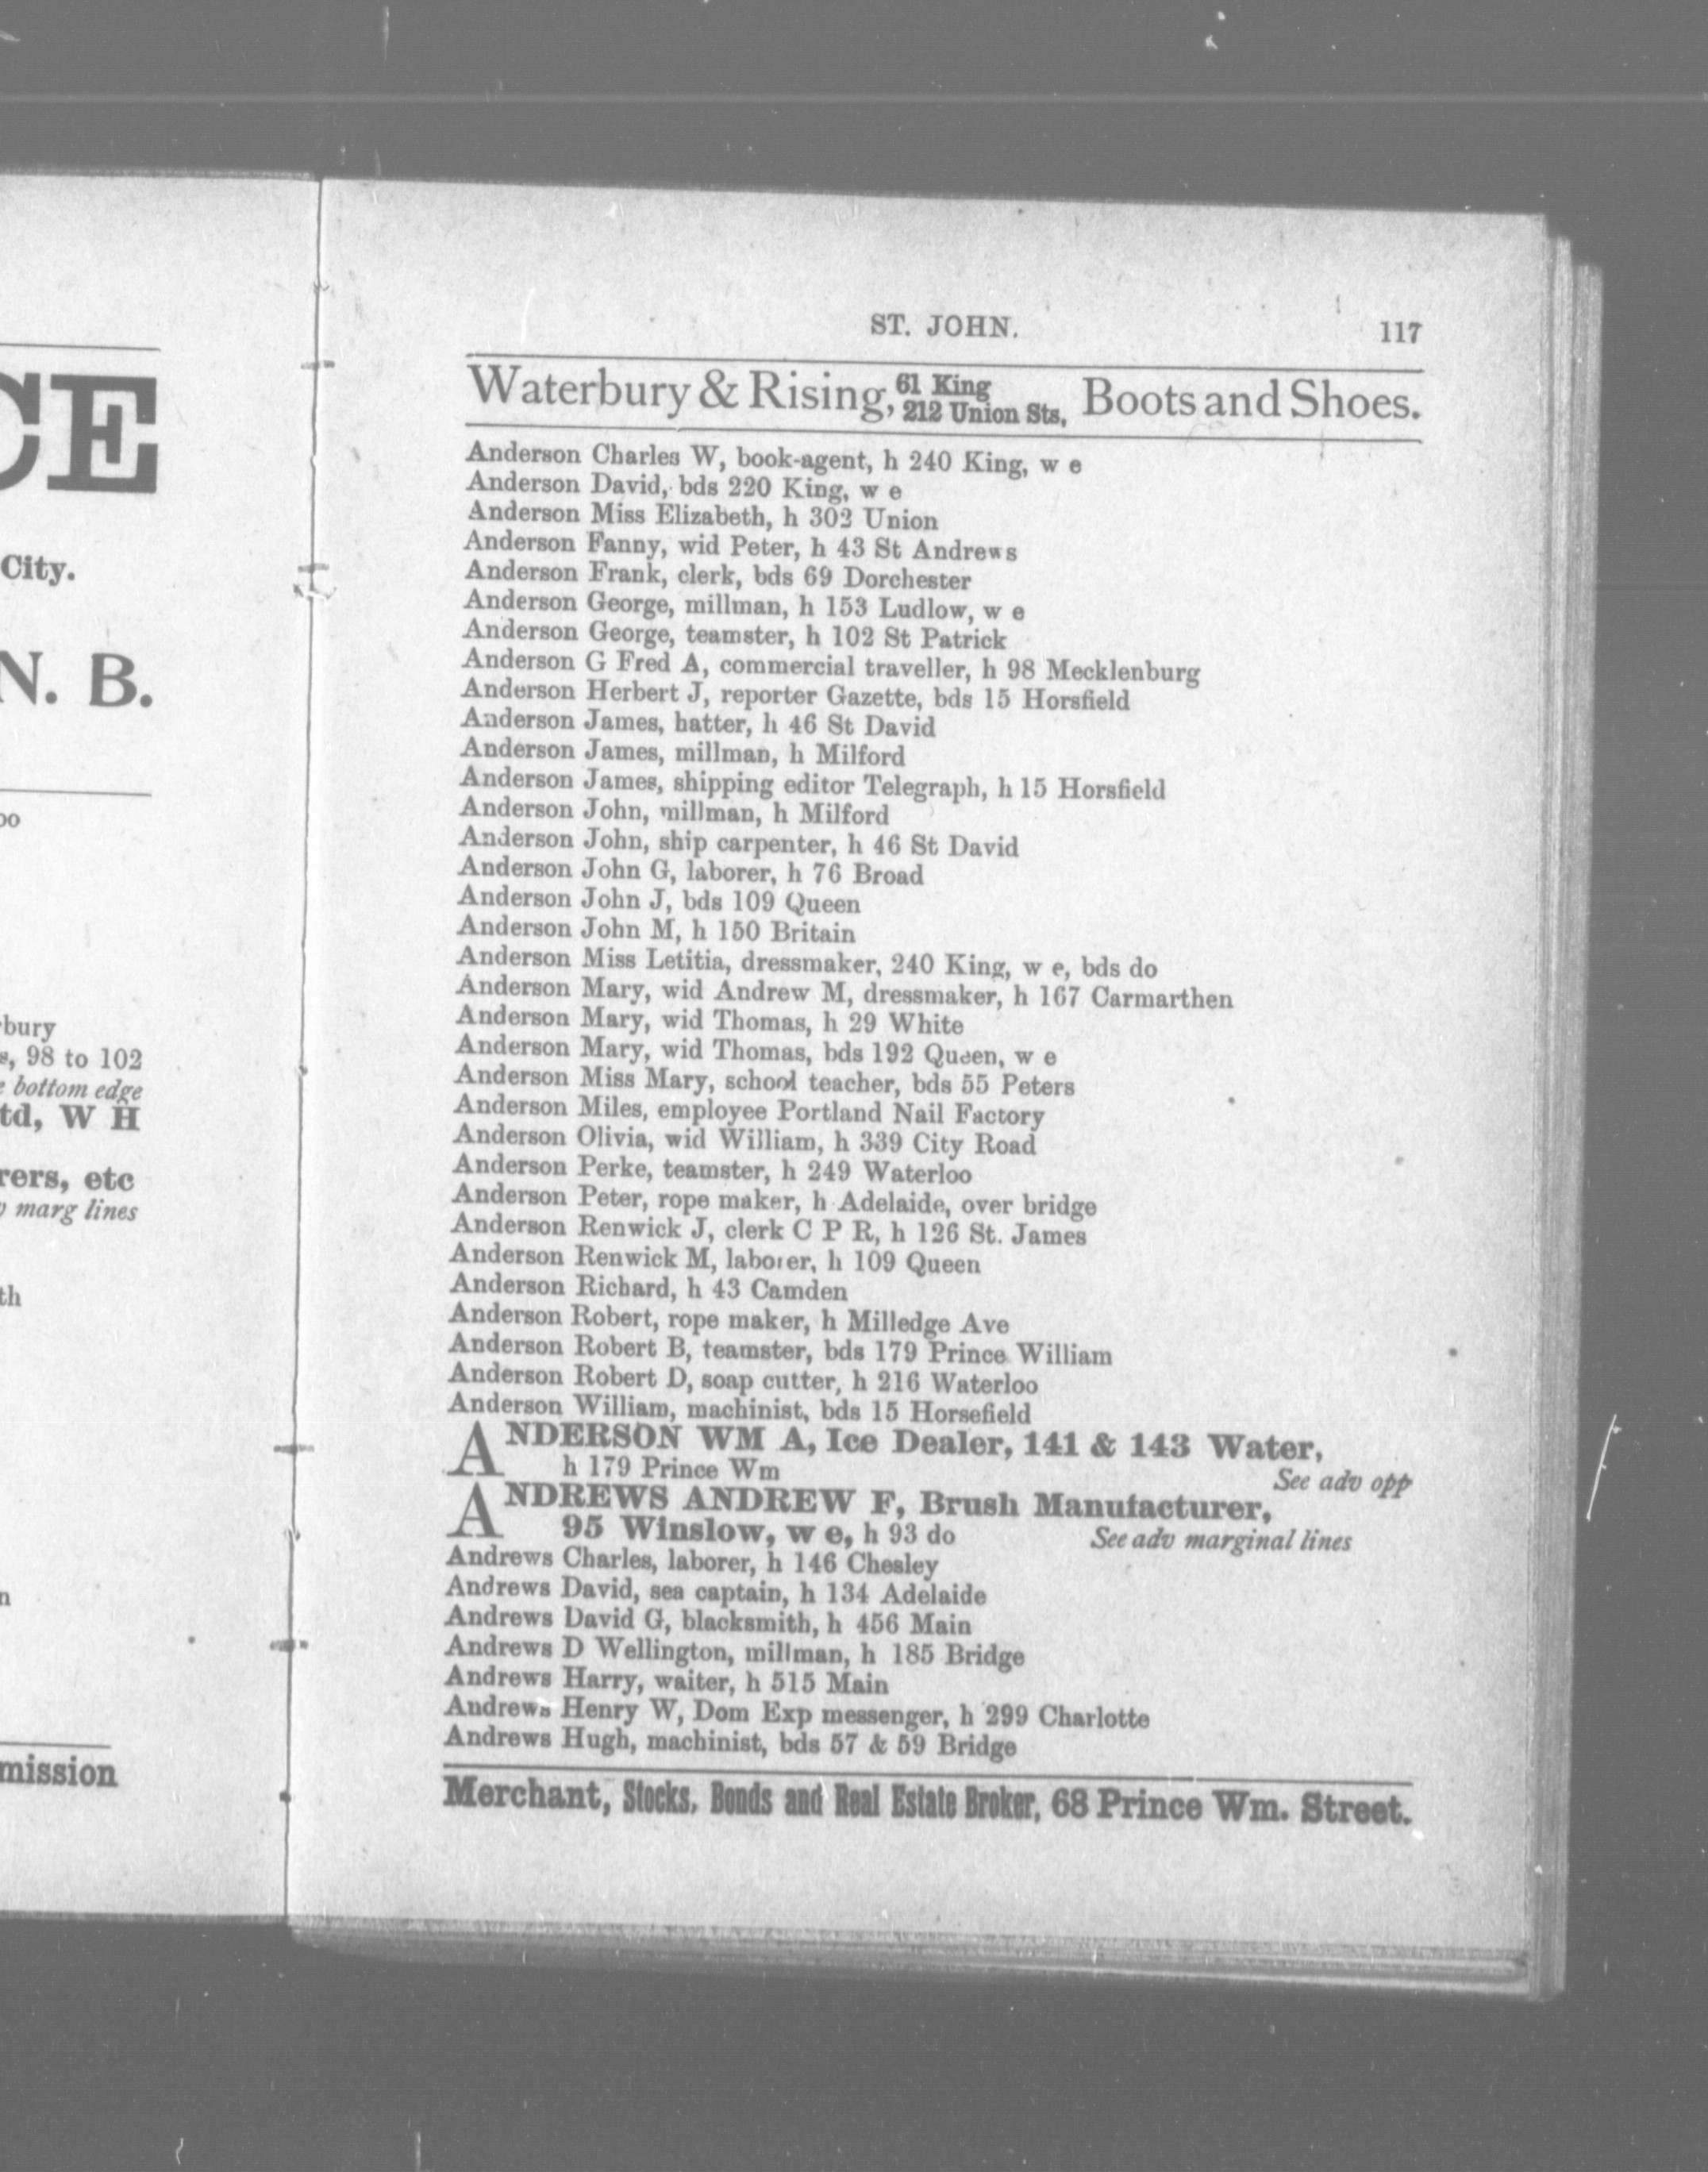 CE
City.
N. B.
oo
bury
s, 98 to 102
e bottom edge
td, W H
rers, etc
v marg lines
th
n
mission
ST. JOHN. 117
Waterbury & Rising, 61 King 212 Union Sts, Boots and Shoes.
Anderson Charles W, book-agent, h 240 King, w e
Anderson David, bds 220 King, w e
Anderson Miss Elizabeth, h 302 Union
Anderson Fanny, wid Peter, h 43 St Andrews
Anderson Frank, clerk, bds 69 Dorchester
Anderson George, millman, h 153 Ludlow, w e
Anderson George, teamster, h 102 St Patrick
Anderson G Fred A, commercial traveller, h 98 Mecklenburg
Anderson Herbert J, reporter Gazette, bds 15 Horsfield
Anderson James, hatter, h 46 St David
Anderson James, millman, h Milford
Anderson James, shipping editor Telegraph, h 15 Horsfield
Anderson John, millman, h Milford
Anderson John, ship carpenter, h 46 St David
Anderson John G, laborer, h 76 Broad
Anderson John J, bds 109 Queen
Anderson John M, h 150 Britain
Anderson Miss Letitia, dressmaker, 240 King, w e, bds do
Anderson Mary, wid Andrew M, dressmaker, h 167 Carmarthen
Anderson Mary, wid Thomas, h 29 White
Anderson Mary, wid Thomas, bds 192 Queen, w e
Anderson Miss Mary, school teacher, bds 55 Peters
Anderson Miles, employee Portland Nail Factory
Anderson Olivia, wid William, h 339 City Road
Anderson Perke, teamster, h 249 Waterloo
Anderson Peter, rope maker, h Adelaide, over bridge
Anderson Renwick J, clerk C P R, h 126 St. James
Anderson Renwick M, laborer, h 109 Queen
Anderson Richard, h 43 Camden
Anderson Robert, rope maker, h Milledge Ave
Anderson Robert B, teamster, bds 179 Prince William
Anderson Robert D, soap cutter, h 216 Waterloo
Anderson William, machinist, bds 15 Horsefield
ANDERSON WM A, Ice Dealer, 141 & 143 Water,
h 179 Prince Wm See adv opp
ANDREWS ANDREW F, Brush Manufacturer,
95 Winslow, w e, h 93 do See adv marginal lines
Andrews Charles, laborer, h 146 Chesley
Andrews David, sea captain, h 134 Adelaide
Andrews David G, blacksmith, h 456 Main
Andrews D Wellington, millman, h 185 Bridge
Andrews Harry, waiter, h 515 Main
Andrews Henry W, Dom Exp messenger, h 299 Charlotte
Andrews Hugh, machinist, bds 57 & 59 Bridge
Merchant, Stocks, Bonds and Real Estate Broker, 68 Prince Wm. Street.